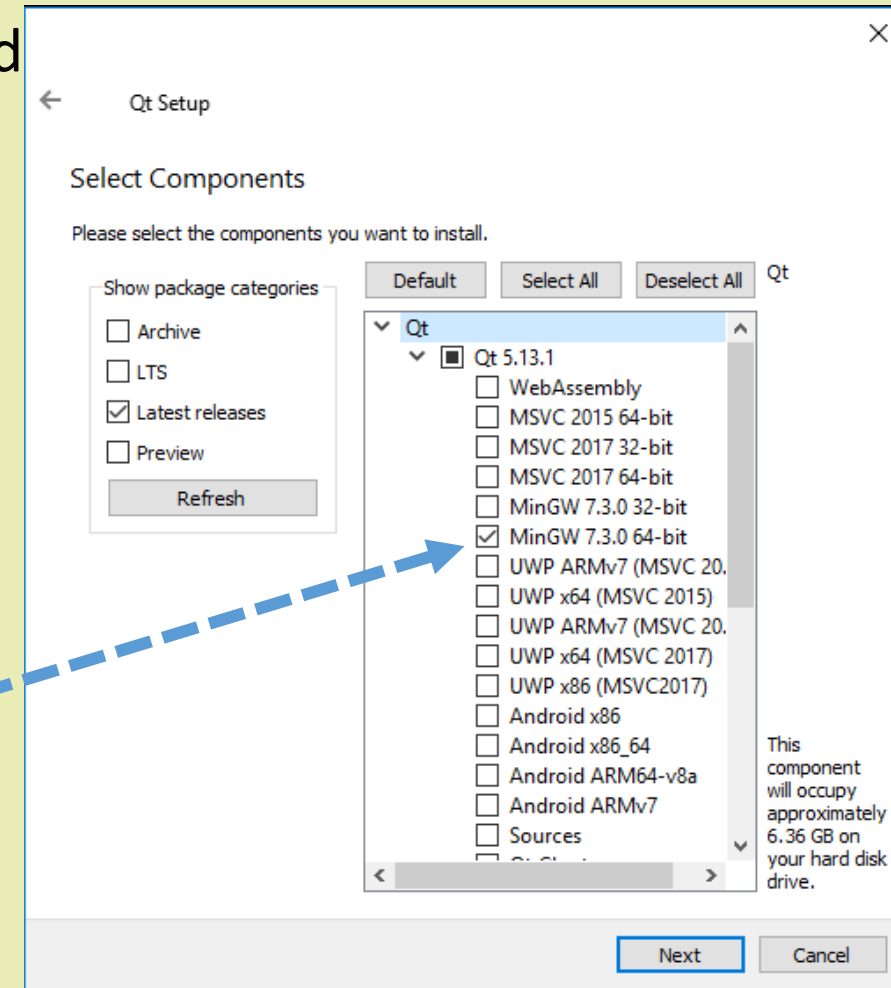 d
Qt Setup
Select Components
Please select the components you want to install.
Show package categories
Archive
LTS
Latest releases
Preview
Refresh
Default Select All Deselect All
Qt
Qt 5.13.1
WebAssembly
MSVC 2015 64-bit
MSVC 2017 32-bit
MSVC 2017 64-bit
MinGW 7.3.0 32-bit
MinGW 7.3.0 64-bit
UWP ARMv7 (MSVC 20.
UWP x64 (MSVC 2015)
UWP ARMv7 (MSVC 20.
UWP x64 (MSVC 2017)
UWP x86 (MSVC2017)
Android x86
Android x86_64
Android ARM64-v8a
Android ARMv7
Sources
Qt
This
component
will occupy
approximately
6.36 GB on
your hard disk
drive.
Next Cancel